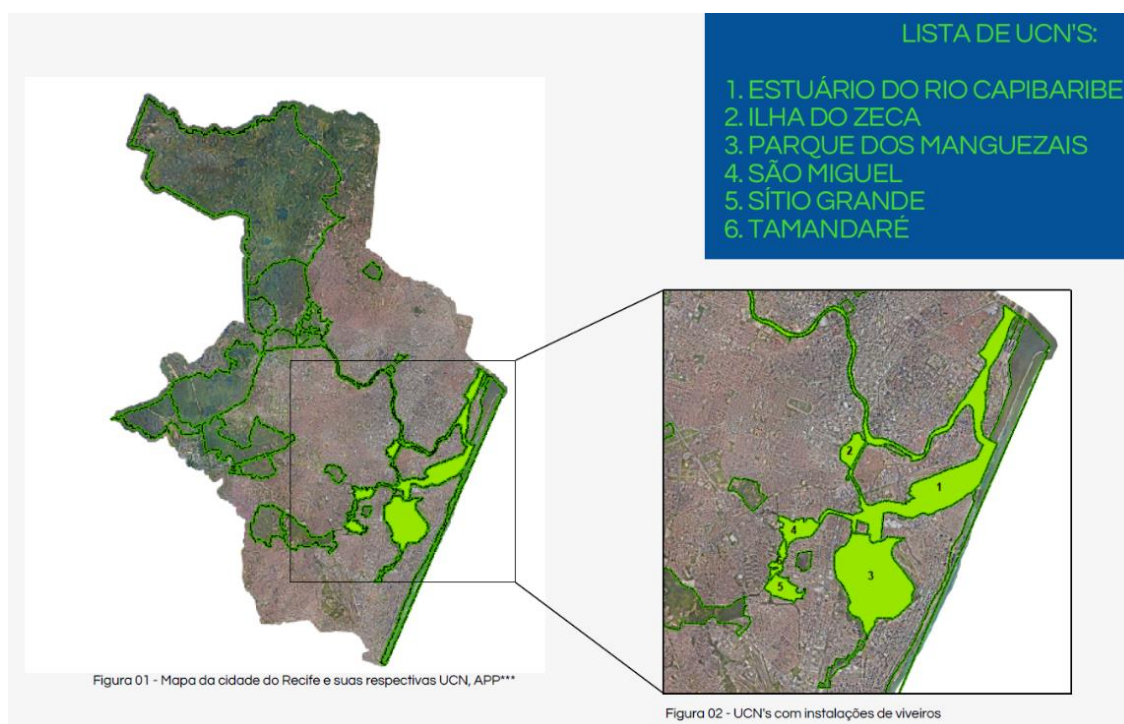 LISTA DE UCN'S:
1. ESTUÁRIO DO RIO CAPIBARIBE
2. ILHA DO ZECA
3. PARQUE DOS MANGUEZAIS
4. SÃO MIGUEL
5. SÍTIO GRANDE
6. TAMANDARÉ
2
1
4
3
5
Figura 01 - Mapa da cidade do Recife e suas respectivas UCN, APP***
Figura 02 - UCN's com instalações de viveiros